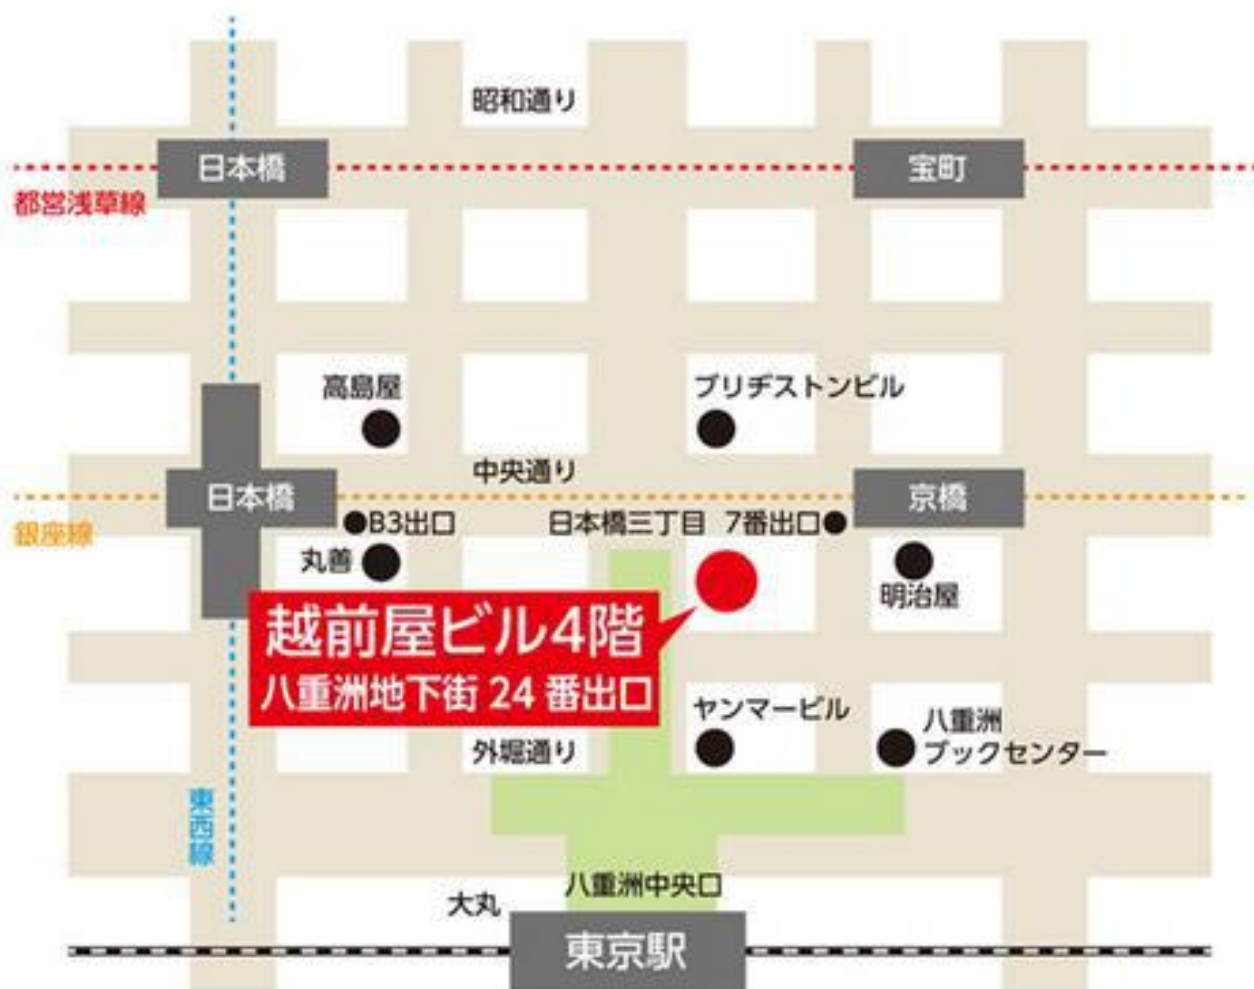 昭和通り
日本橋
宝町
都営浅草線
高島屋
ブリヂストンビル
中央通り
日本橋
京橋
銀座線
●B3出口
日本橋三丁目 7番出口●
丸善
明治屋
越前屋ビル4階
八重洲地下街 24 番出口
ヤンマービル
八重洲
ブックセンター
外堀通り
東西線
八重洲中央口
大丸
東京駅